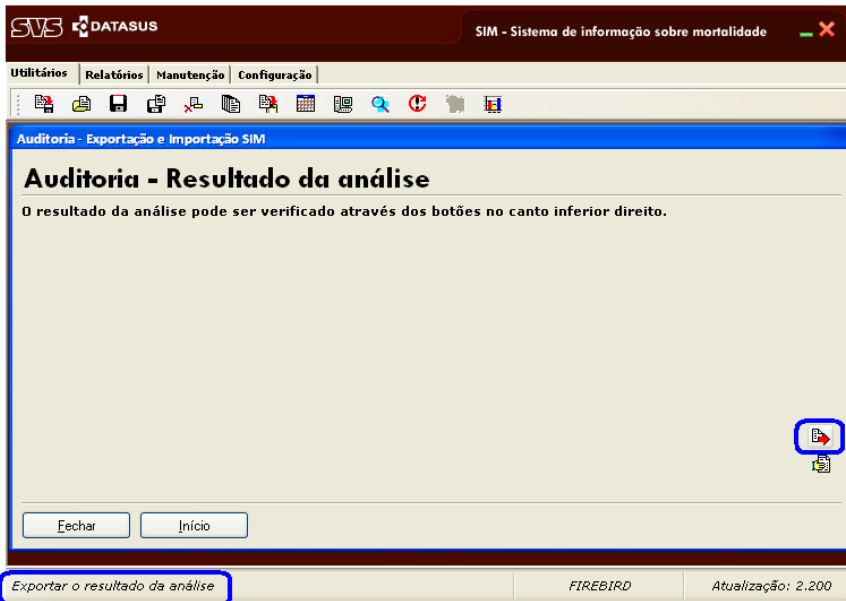 SVS DATASUS
SIM - Sistema de informação sobre mortalidade
Utilitários Relatórios Manutenção Configuração
Auditoria - Exportação e Importação SIM
Auditoria - Resultado da análise
O resultado da análise pode ser verificado através dos botões no canto inferior direito.
Fechar Início
Exportar o resultado da análise FIREBIRD Atualização: 2.200